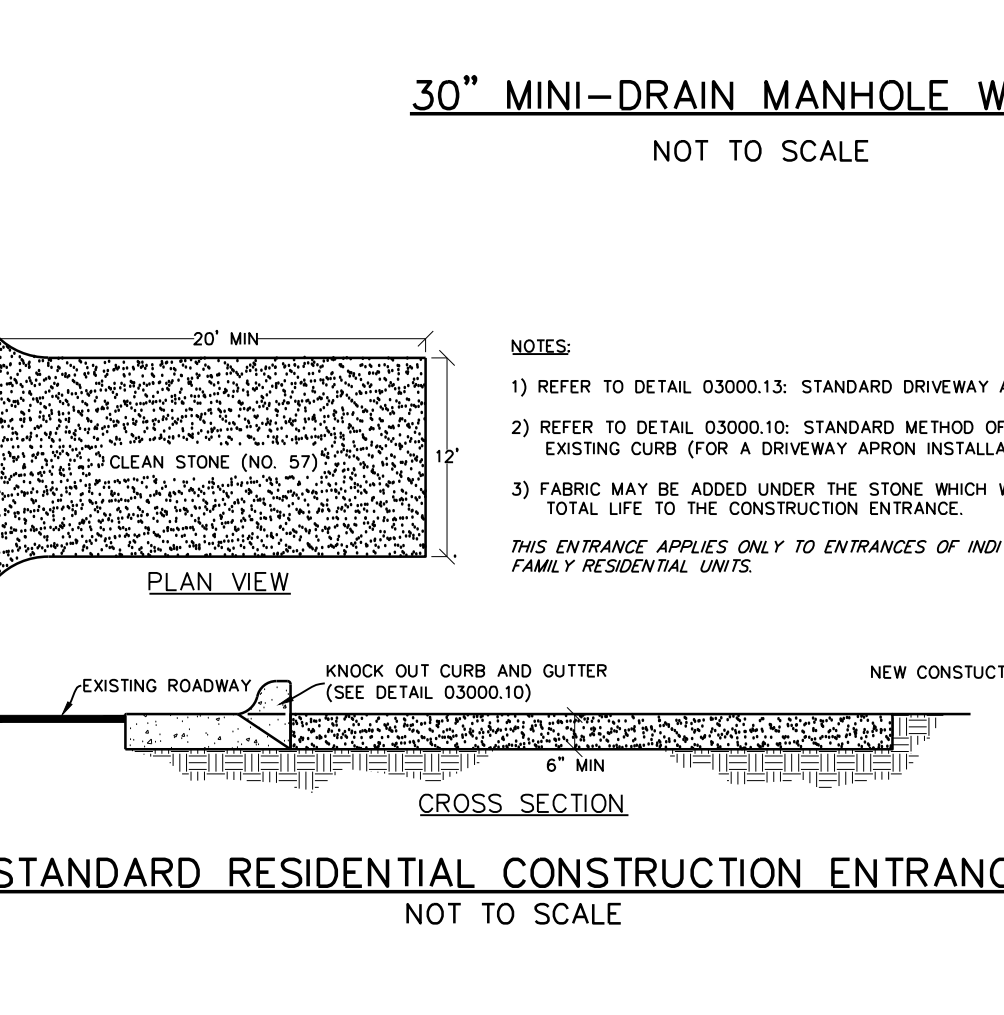 30" MINI-DRAIN MANHOLE
NOT TO SCALE
20' MIN
12'
CLEAN STONE (NO. 57)
PLAN VIEW
NOTES:
1) REFER TO DETAIL 03000.13: STANDARD DRIVEWAY
2) REFER TO DETAIL 03000.10: STANDARD METHOD OF
EXISTING CURB (FOR A DRIVEWAY APRON INSTALLA
3) FABRIC MAY BE ADDED UNDER THE STONE WHICH
TOTAL LIFE TO THE CONSTRUCTION ENTRANCE.
THIS ENTRANCE APPLIES ONLY TO ENTRANCES OF INDI
FAMILY RESIDENTIAL UNITS.
EXISTING ROADWAY
KNOCK OUT CURB AND GUTTER
(SEE DETAIL 03000.10)
NEW CONSTUCT
6" MIN
CROSS SECTION
STANDARD RESIDENTIAL CONSTRUCTION ENTRANC
NOT TO SCALE